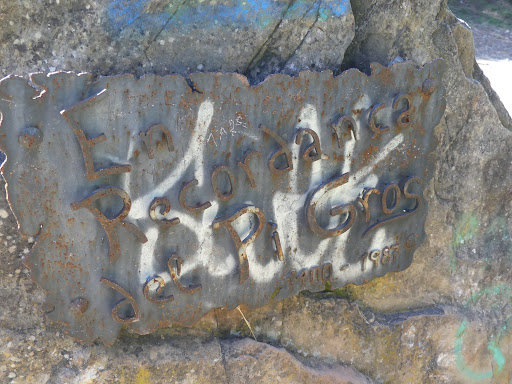 En
Recordança
del Pi Gros
- 1987